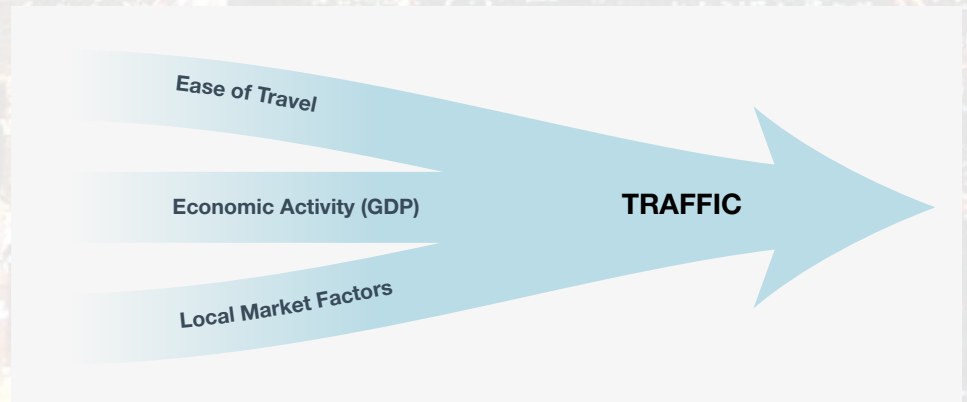 Ease of Travel
Economic Activity (GDP)
TRAFFIC
Local Market Factors